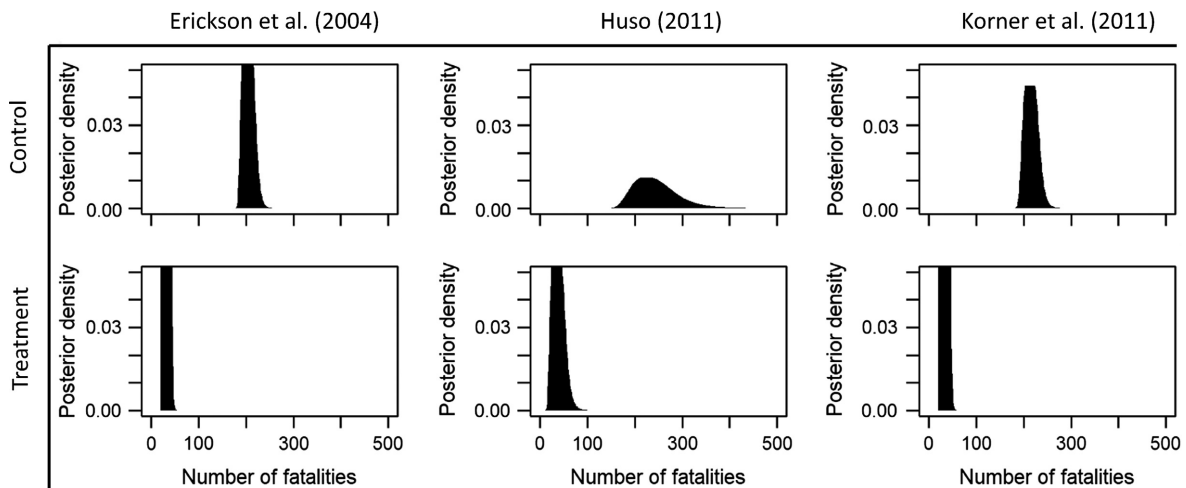 Erickson et al. (2004) Huso (2011) Korner et al. (2011)
Control
Posterior density
0.03
0.00
Posterior density
0.03
0.00
Posterior density
0.03
0.00
Treatment
Posterior density
0.03
0.00
0 100 300 500
Number of fatalities
Posterior density
0.03
0.00
0 100 300 500
Number of fatalities
Posterior density
0.03
0.00
0 100 300 500
Number of fatalities